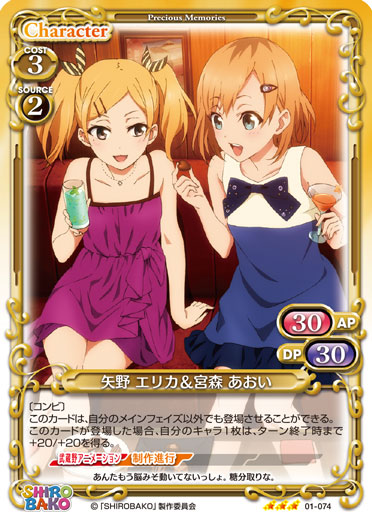 Precious Memories
Character
COST
3
SOURCE
2
30 AP
DP 30
矢野 エリカ&宮森 あおい
[コンビ]
このカードは、自分のメインフェイズ以外でも登場させることができる。
このカードが登場した場合、自分のキャラ1枚は、ターン終了時まで
+20/+20を得る。
武蔵野アニメーション 制作進行
あんたもう脳みそ動いてないっしょ。糖分取りな。
SHIRO
BAKO
©「SHIROBAKO」製作委員会
★★★ 01-074